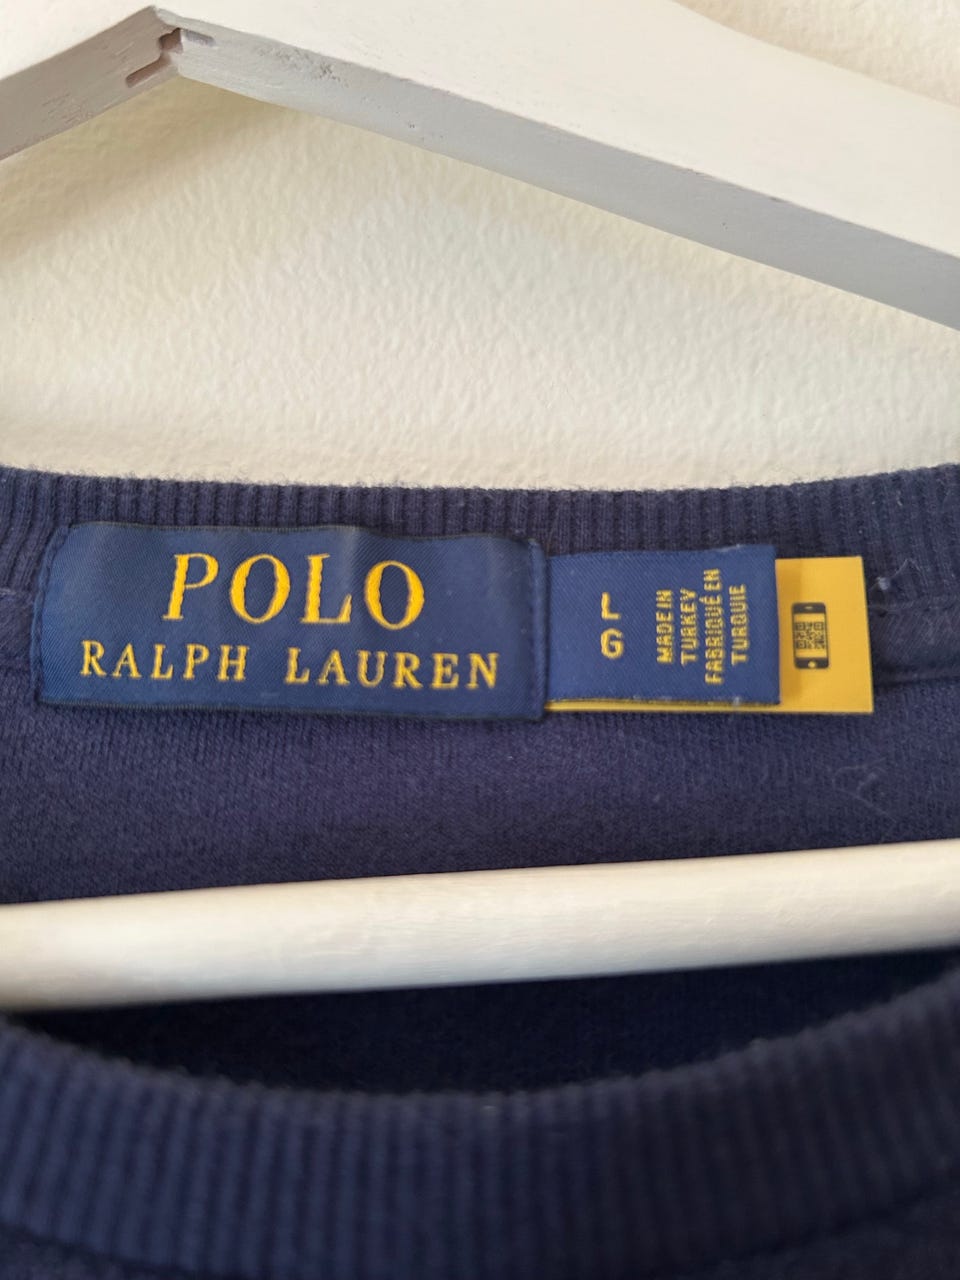 POLO
RALPH LAUREN
L
G
MADE IN
TURKEY
FABRIQUÉ EN
TURQUIE